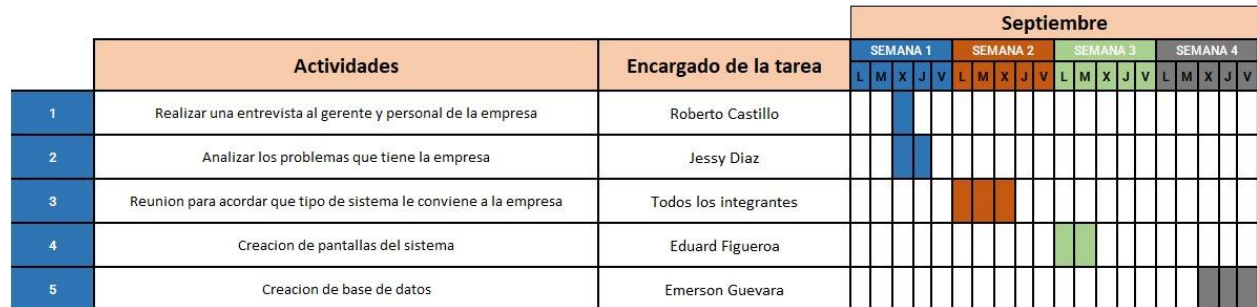 Septiembre
Actividades Encargado de la tarea SEMANA 1 SEMANA 2 SEMANA 3 SEMANA 4
L M X J V L M X J V L M X J V L M X J V
1 Realizar una entrevista al gerente y personal de la empresa Roberto Castillo
2 Analizar los problemas que tiene la empresa Jessy Diaz
3 Reunion para acordar que tipo de sistema le conviene a la empresa Todos los integrantes
4 Creacion de pantallas del sistema Eduard Figueroa
5 Creacion de base de datos Emerson Guevara